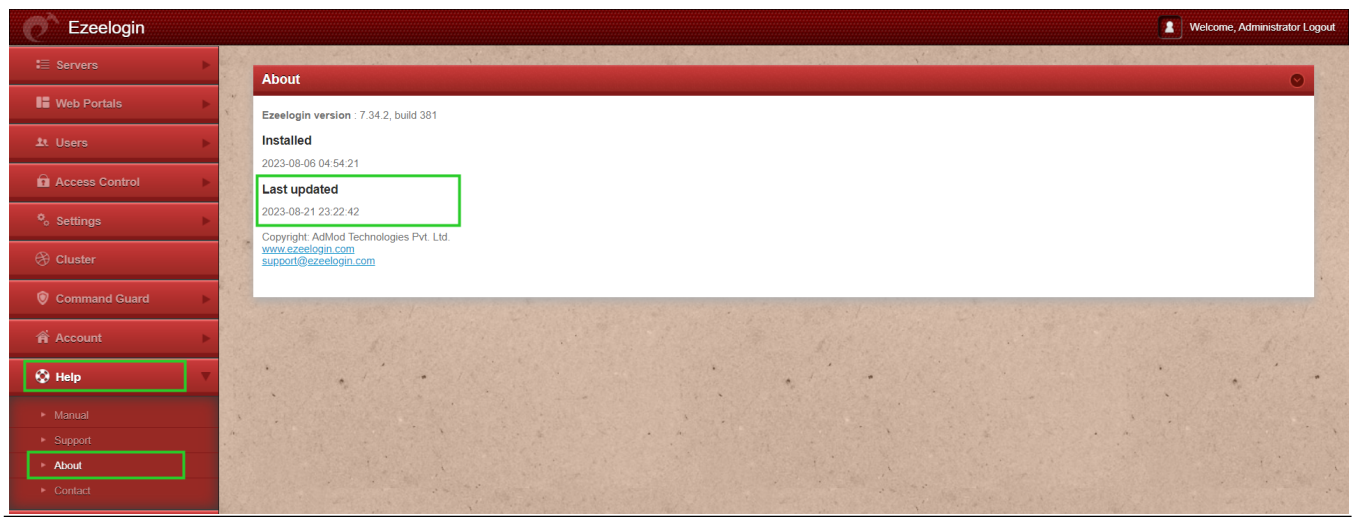 Ezeelogin
Welcome, Administrator Logout
Servers
Web Portals
Users
Access Control
Settings
Cluster
Command Guard
Account
Help
Manual
Support
About
Contact
About
Ezeelogin version : 7.34.2, build 381
Installed
2023-08-06 04:54:21
Last updated
2023-08-21 23:22:42
Copyright: AdMod Technologies Pvt. Ltd.
www.ezeelogin.com
support@ezeelogin.com